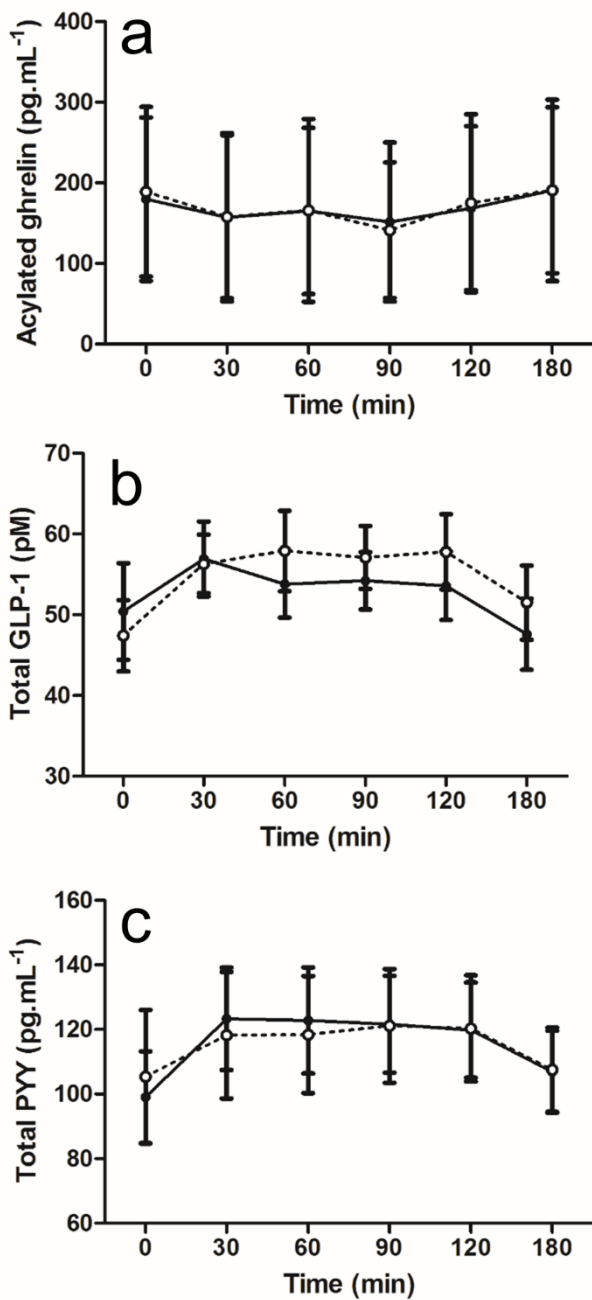 a
Acylated ghrelin (pg.mL⁻¹)
400
300
200
100
0
0 30 60 90 120 180
Time (min)
b
Total GLP-1 (pM)
70
60
50
40
30
0 30 60 90 120 180
Time (min)
c
Total PYY (pg.mL⁻¹)
160
140
120
100
80
60
0 30 60 90 120 180
Time (min)